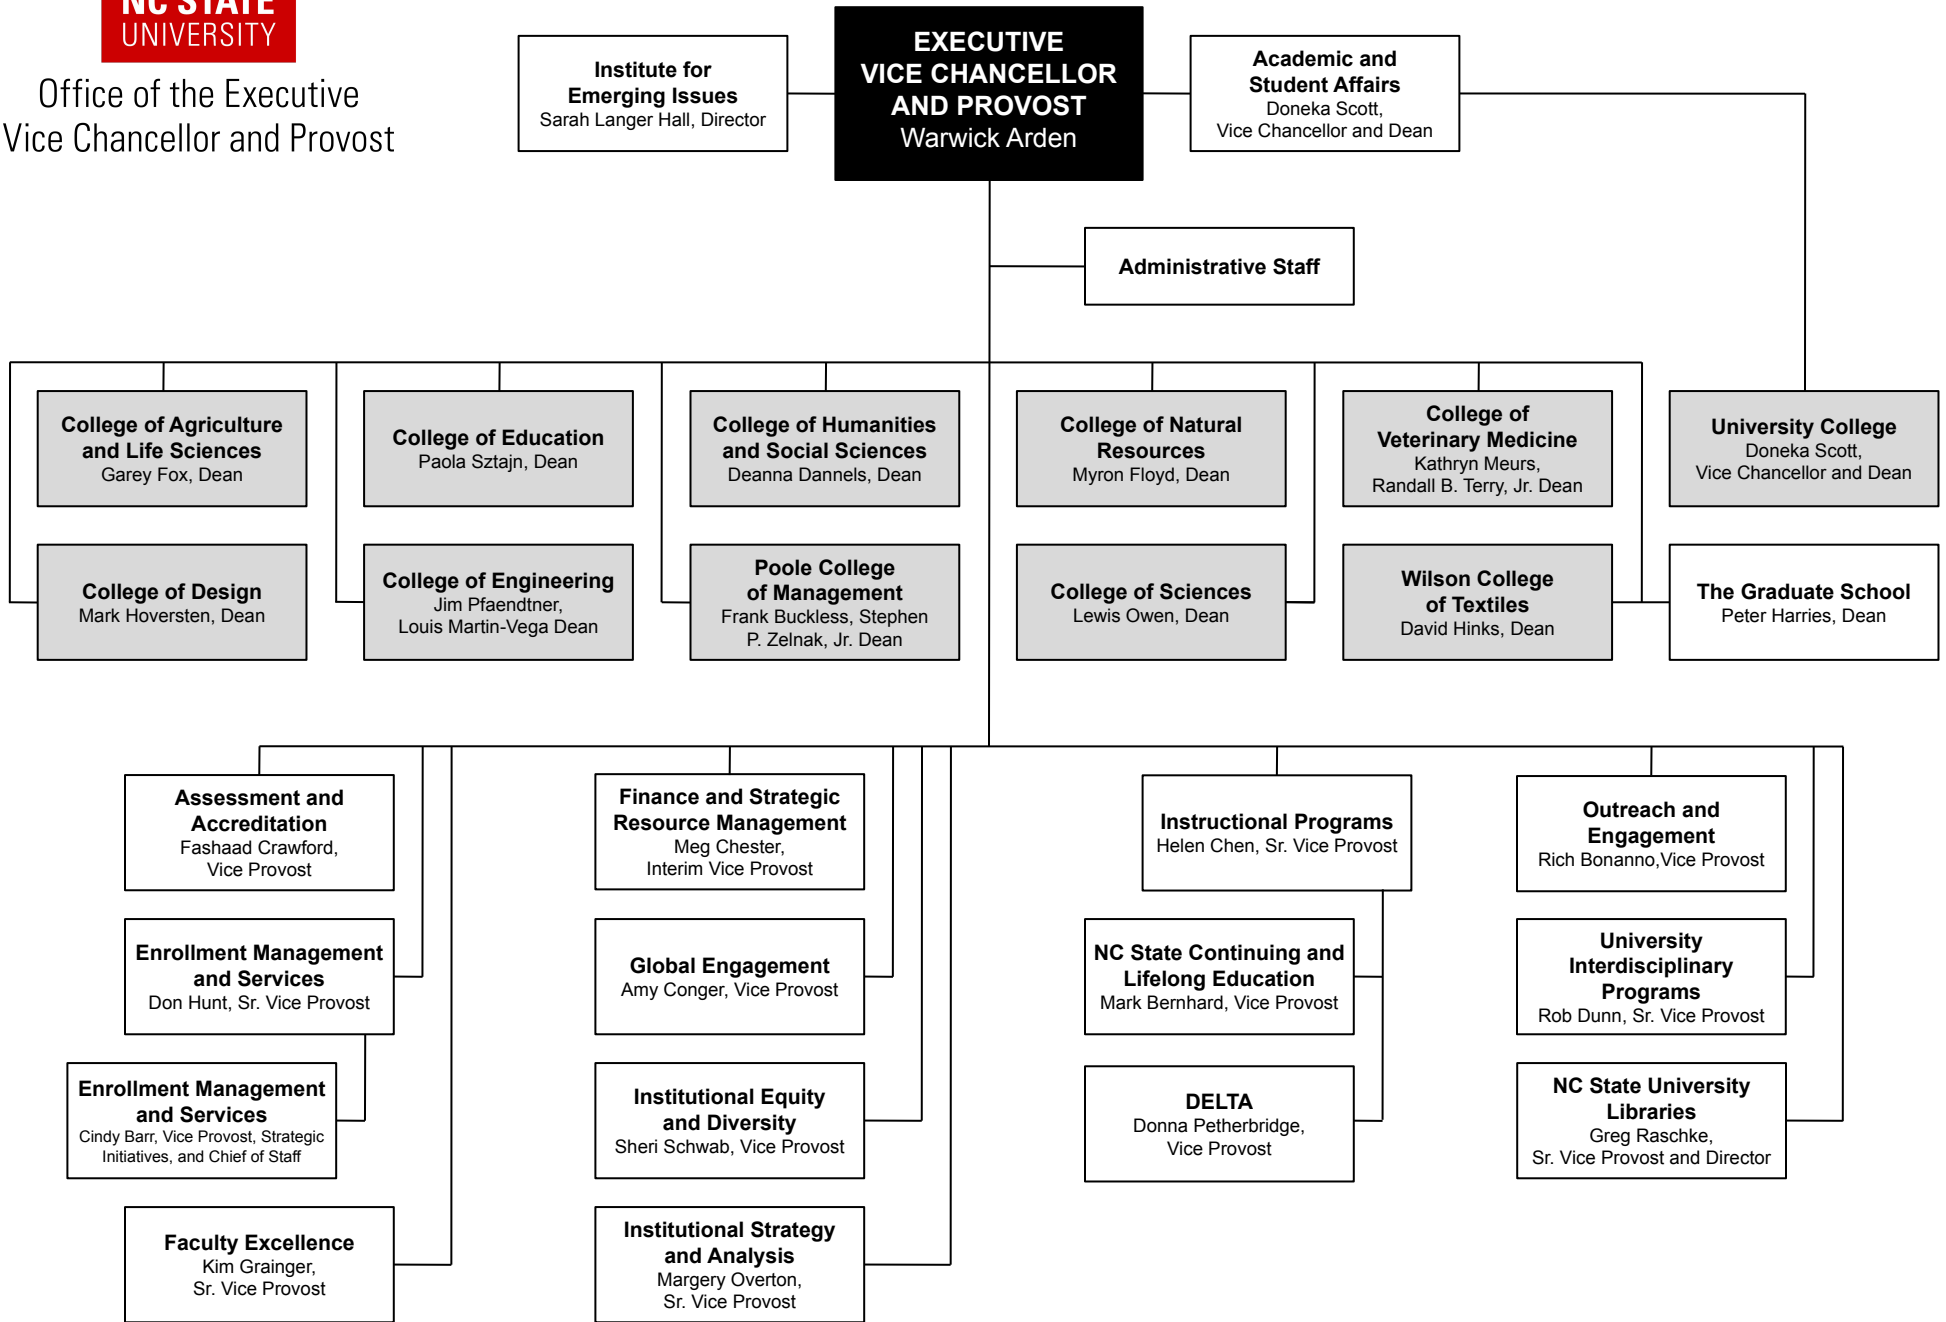 NC STATE
UNIVERSITY
Office of the Executive
Vice Chancellor and Provost
Institute for
Emerging Issues
Sarah Langer Hall, Director
EXECUTIVE
VICE CHANCELLOR
AND PROVOST
Warwick Arden
Academic and
Student Affairs
Doneka Scott,
Vice Chancellor and Dean
Administrative Staff
College of Agriculture
and Life Sciences
Garey Fox, Dean
College of Education
Paola Sztajn, Dean
College of Humanities
and Social Sciences
Deanna Dannels, Dean
College of Natural
Resources
Myron Floyd, Dean
College of
Veterinary Medicine
Kathryn Meurs,
Randall B. Terry, Jr. Dean
University College
Doneka Scott,
Vice Chancellor and Dean
College of Design
Mark Hoversten, Dean
College of Engineering
Jim Pfaendtner,
Louis Martin-Vega Dean
Poole College
of Management
Frank Buckless, Stephen
P. Zelnak, Jr. Dean
College of Sciences
Lewis Owen, Dean
Wilson College
of Textiles
David Hinks, Dean
The Graduate School
Peter Harries, Dean
Assessment and
Accreditation
Fashaad Crawford,
Vice Provost
Finance and Strategic
Resource Management
Meg Chester,
Interim Vice Provost
Instructional Programs
Helen Chen, Sr. Vice Provost
Outreach and
Engagement
Rich Bonanno,Vice Provost
Enrollment Management
and Services
Don Hunt, Sr. Vice Provost
Global Engagement
Amy Conger, Vice Provost
NC State Continuing and
Lifelong Education
Mark Bernhard, Vice Provost
University
Interdisciplinary
Programs
Rob Dunn, Sr. Vice Provost
Enrollment Management
and Services
Cindy Barr, Vice Provost, Strategic
Initiatives, and Chief of Staff
Institutional Equity
and Diversity
Sheri Schwab, Vice Provost
DELTA
Donna Petherbridge,
Vice Provost
NC State University
Libraries
Greg Raschke,
Sr. Vice Provost and Director
Faculty Excellence
Kim Grainger,
Sr. Vice Provost
Institutional Strategy
and Analysis
Margery Overton,
Sr. Vice Provost